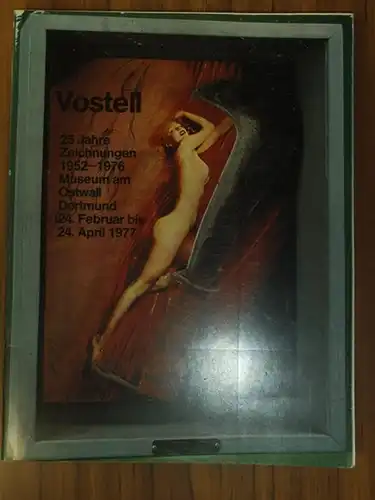 Vostell
25 Jahre
Zeichnungen
1952–1976
Museum am
Ostwall
Dortmund
24. Februar bis
24. April 1977